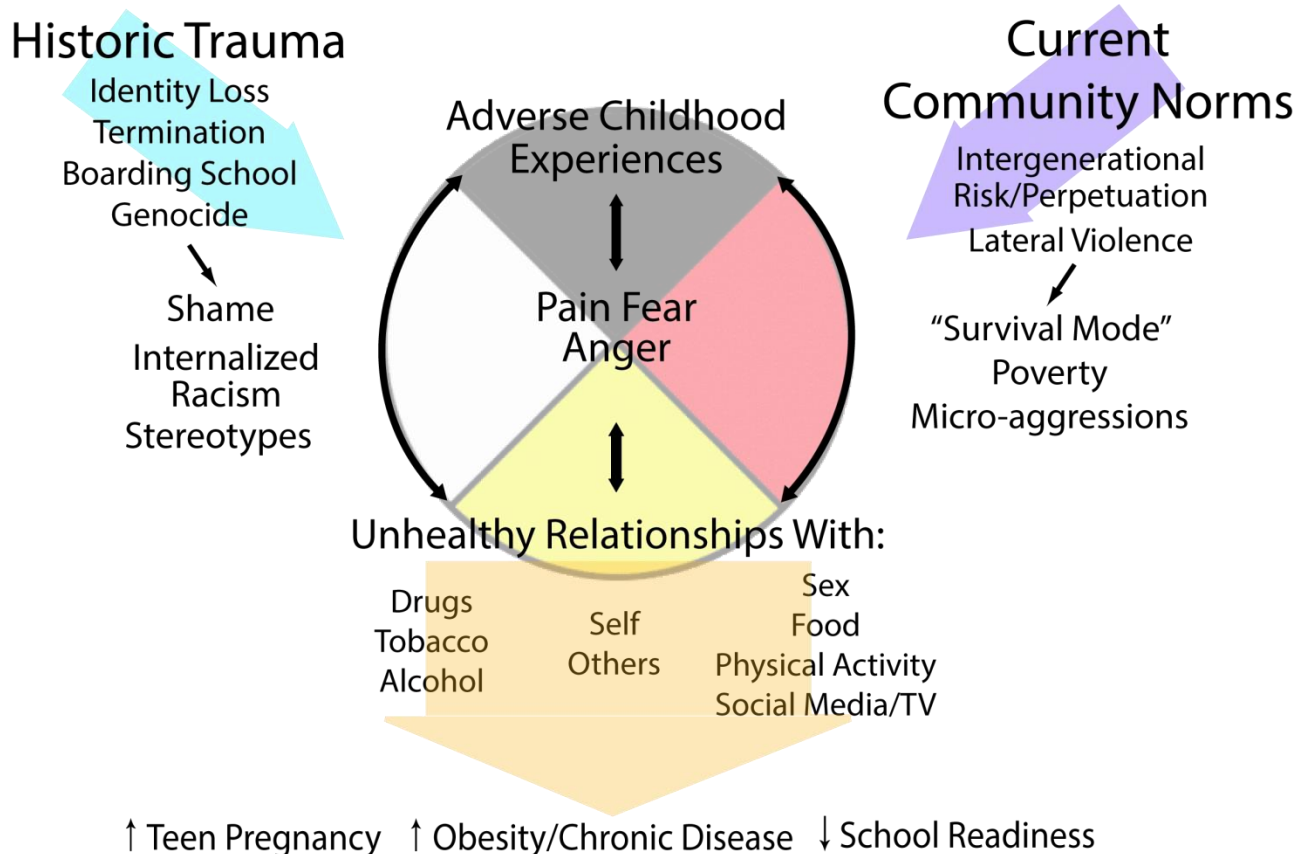 Historic Trauma
Identity Loss
Termination
Boarding School
Genocide
Shame
Internalized
Racism
Stereotypes
Current
Community Norms
Intergenerational
Risk/Perpetuation
Lateral Violence
“Survival Mode”
Poverty
Micro-aggressions
Adverse Childhood
Experiences
Pain Fear
Anger
Unhealthy Relationships With:
Drugs
Tobacco
Alcohol
Self
Others
Sex
Food
Physical Activity
Social Media/TV
↑ Teen Pregnancy ↑ Obesity/Chronic Disease ↓ School Readiness